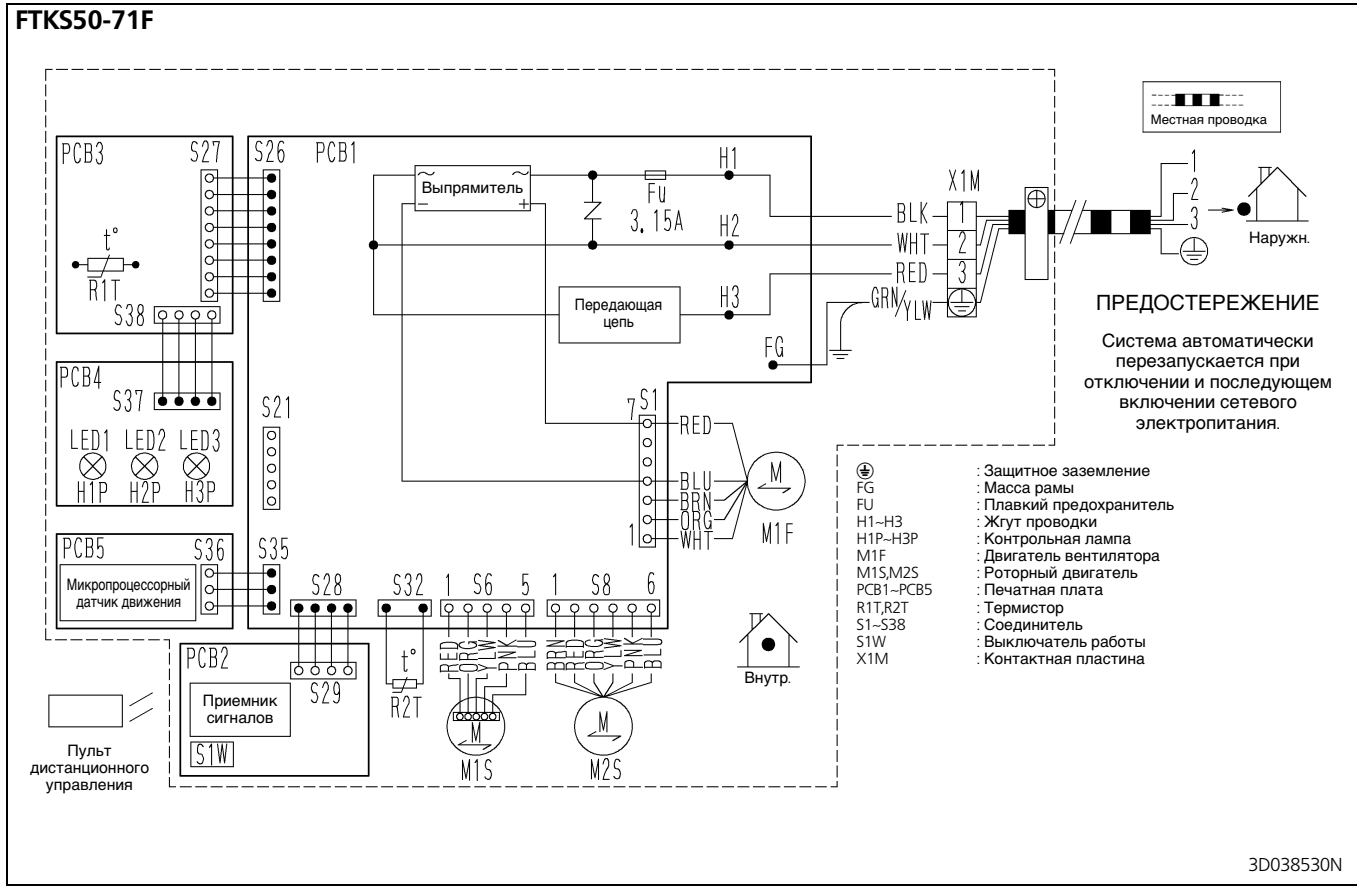 FTKS50-71F
Местная проводка
PCB3
S27
S26
PCB1
Выпрямитель
Fu
3.15A
H1
H2
H3
BLK
WHT
RED
GRN/YLW
X1M
1
2
3
1
2
3
Наружн.
t°
R1T
S38
Передающая
цепь
FG
ПРЕДОСТЕРЕЖЕНИЕ
Система автоматически
перезапускается при
отключении и последующем
включении сетевого
электропитания.
PCB4
S37
LED1 LED2 LED3
H1P H2P H3P
S21
S1
7
1
RED
BLU
BRN
ORG
WHT
M
M1F
: Защитное заземление
FG : Масса рамы
FU : Плавкий предохранитель
H1~H3 : Жгут проводки
H1P~H3P : Контрольная лампа
M1F : Двигатель вентилятора
M1S,M2S : Роторный двигатель
PCB1~PCB5 : Печатная плата
R1T,R2T : Термистор
S1~S38 : Соединитель
S1W : Выключатель работы
X1M : Контактная пластина
PCB5
S36
S35
Микропроцессорный
датчик движения
S28
S32
1 S6 5
1 S8 6
RED
ORG
YLW
PNK
BLU
BRN
RED
ORG
YLW
PNK
BLU
PCB2
S29
Приемник
сигналов
S1W
t°
R2T
M
M1S
M
M2S
Внутр.
Пульт
дистанционного
управления
3D038530N